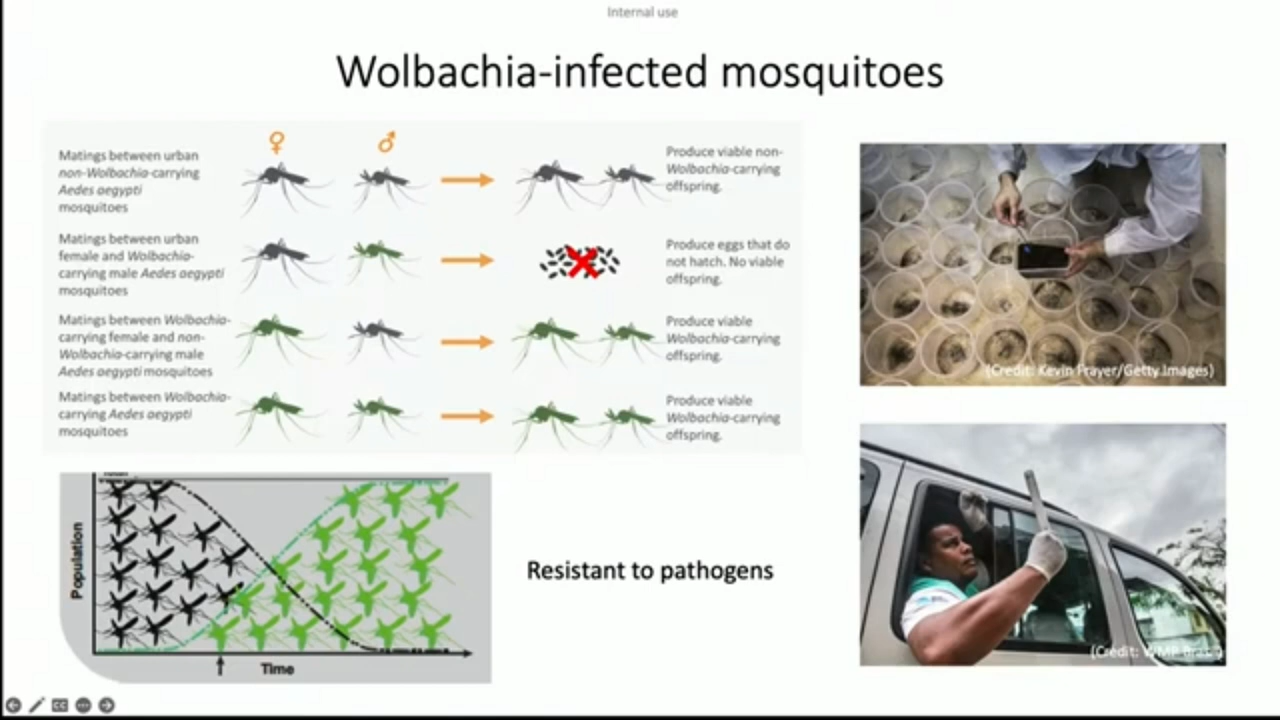 Internal use
Wolbachia-infected mosquitoes
♀ ♂
Matings between urban
non-Wolbachia-carrying
Aedes aegypti
mosquitoes
Produce viable non-
Wolbachia-carrying
offspring.
Matings between urban
female and Wolbachia-
carrying male Aedes aegypti
mosquitoes
Produce eggs that do
not hatch. No viable
offspring.
Matings between Wolbachia-
carrying female and non-
Wolbachia-carrying male
Aedes aegypti mosquitoes
Produce viable
Wolbachia-carrying
offspring.
Matings between Wolbachia-
carrying Aedes aegypti
mosquitoes
Produce viable
Wolbachia-carrying
offspring.
(Credit: Kevin Frayer/Getty Images)
Population
Time
Resistant to pathogens
(Credit: WMP Brasil)
CC